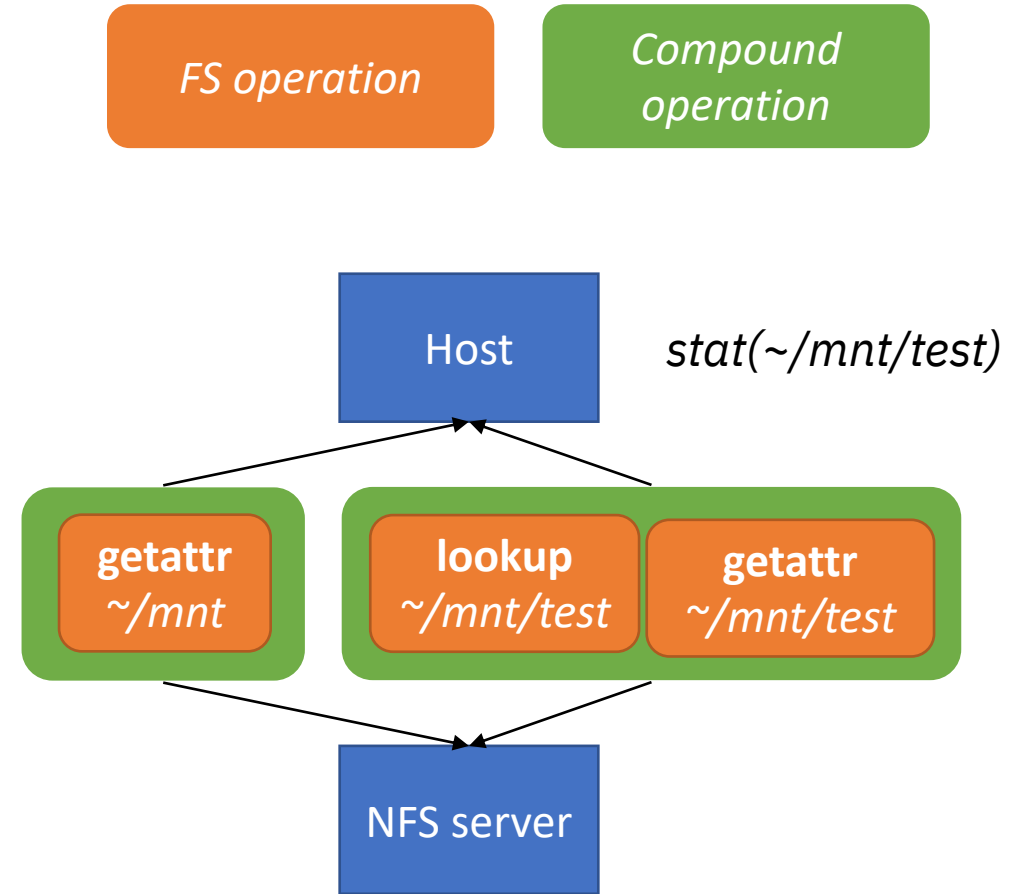 FS operation
Compound
operation
Host
stat(~/mnt/test)
getattr
~/mnt
lookup
~/mnt/test
getattr
~/mnt/test
NFS server